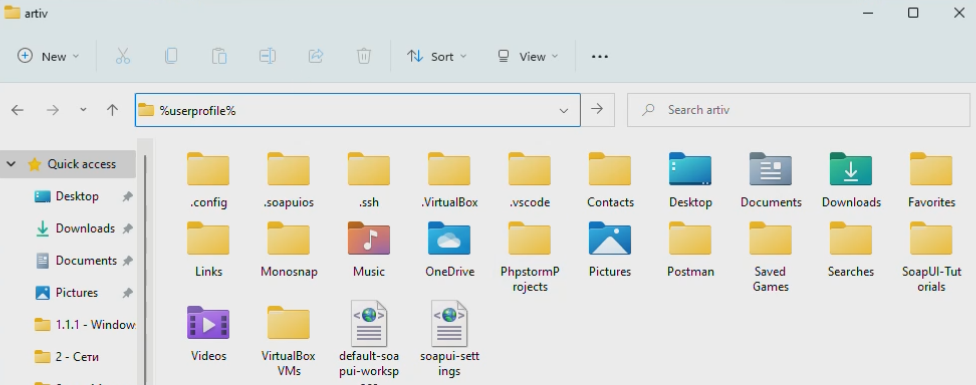 artiv
New
Sort
View
%userprofile%
Search artiv
Quick access
Desktop
Downloads
Documents
Pictures
1.1.1 - Window
2 - Сети
.config
.soapuios
.ssh
.VirtualBox
.vscode
Contacts
Desktop
Documents
Downloads
Favorites
Links
Monosnap
Music
OneDrive
PhpstormP
rojects
Pictures
Postman
Saved
Games
Searches
SoapUI-Tut
orials
Videos
VirtualBox
VMs
default-soa
pui-worksp
soapui-sett
ings